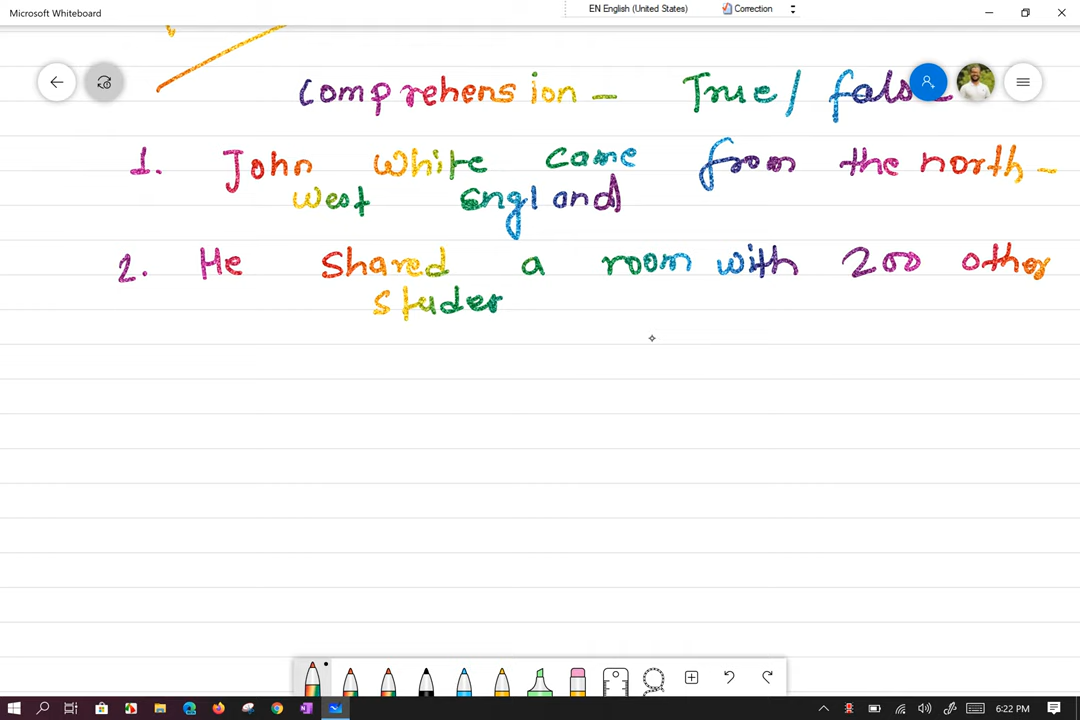 Microsoft Whiteboard
EN English (United States)
Correction
Comprehension - True/ false
1. John White came from the north-
west England
2. He shared a room with 200 other
studer
6:22 PM